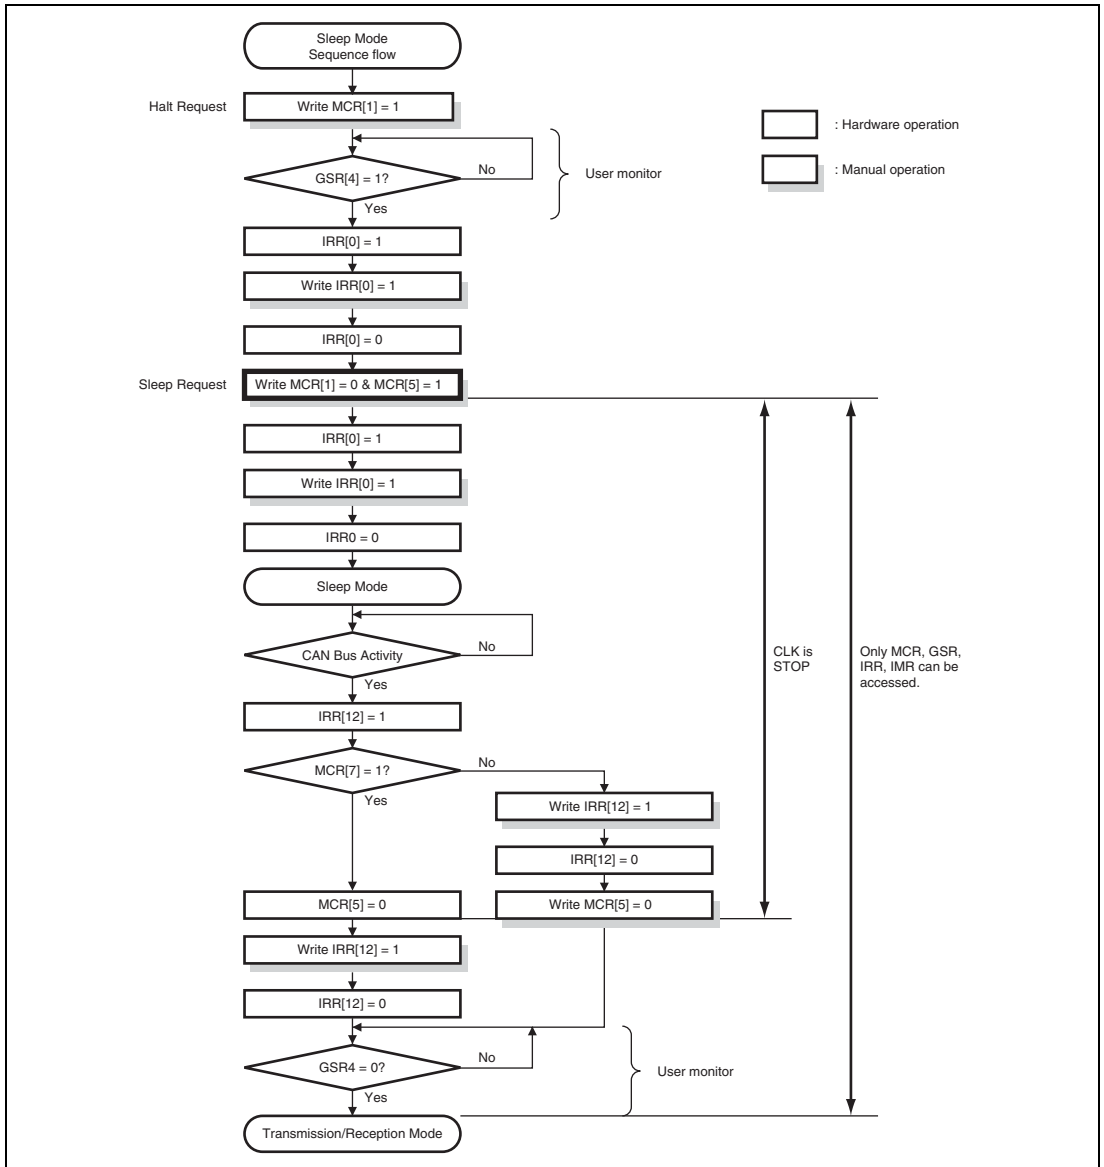 Sleep Mode
Sequence flow
Halt Request
Write MCR[1] = 1
: Hardware operation
GSR[4] = 1?
No
User monitor
: Manual operation
Yes
IRR[0] = 1
Write IRR[0] = 1
IRR[0] = 0
Sleep Request
Write MCR[1] = 0 & MCR[5] = 1
IRR[0] = 1
Write IRR[0] = 1
IRR0 = 0
Sleep Mode
CAN Bus Activity
No
Yes
CLK is
STOP
Only MCR, GSR,
IRR, IMR can be
accessed.
IRR[12] = 1
MCR[7] = 1?
No
Yes
Write IRR[12] = 1
IRR[12] = 0
MCR[5] = 0
Write MCR[5] = 0
Write IRR[12] = 1
IRR[12] = 0
GSR4 = 0?
No
User monitor
Yes
Transmission/Reception Mode